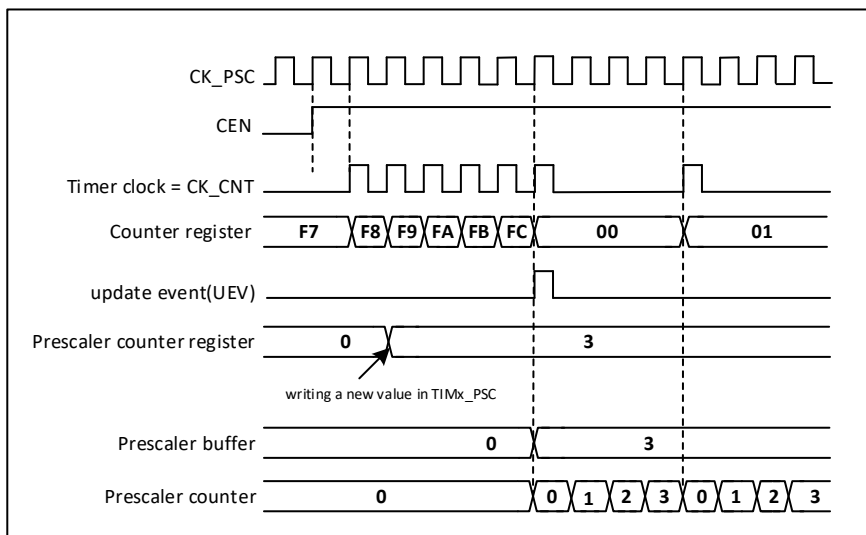 CK_PSC
CEN
Timer clock = CK_CNT
Counter register F7 F8 F9 FA FB FC 00 01
update event(UEV)
Prescaler counter register 0 3
writing a new value in TIMx_PSC
Prescaler buffer 0 3
Prescaler counter 0 0 1 2 3 0 1 2 3